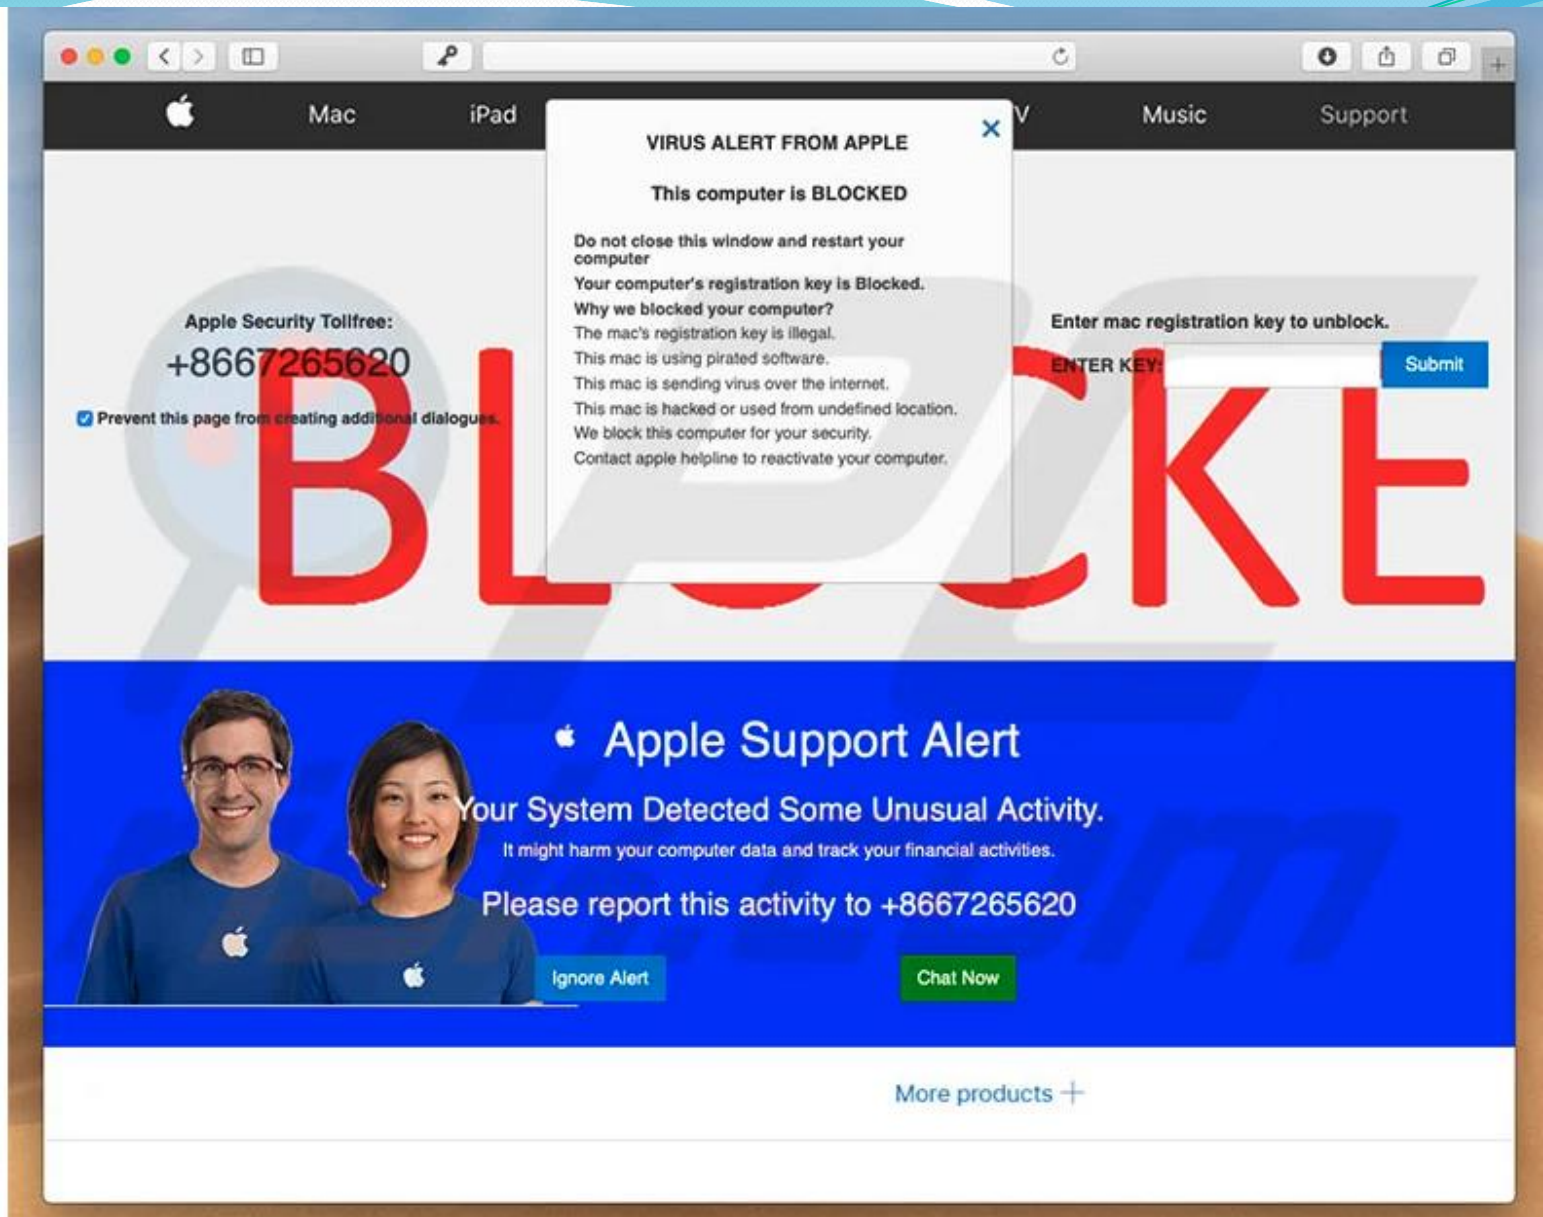 Mac
iPad
V
Music
Support
VIRUS ALERT FROM APPLE
This computer is BLOCKED
Do not close this window and restart your
computer
Your computer's registration key is Blocked.
Why we blocked your computer?
The mac's registration key is illegal.
This mac is using pirated software.
This mac is sending virus over the internet.
This mac is hacked or used from undefined location.
We block this computer for your security.
Contact apple helpline to reactivate your computer.
Apple Security Tollfree:
+8667265620
Prevent this page from creating additional dialogues.
Enter mac registration key to unblock.
ENTER KEY:
Submit
BLOCKE
Apple Support Alert
Your System Detected Some Unusual Activity.
It might harm your computer data and track your financial activities.
Please report this activity to +8667265620
Ignore Alert
Chat Now
More products +